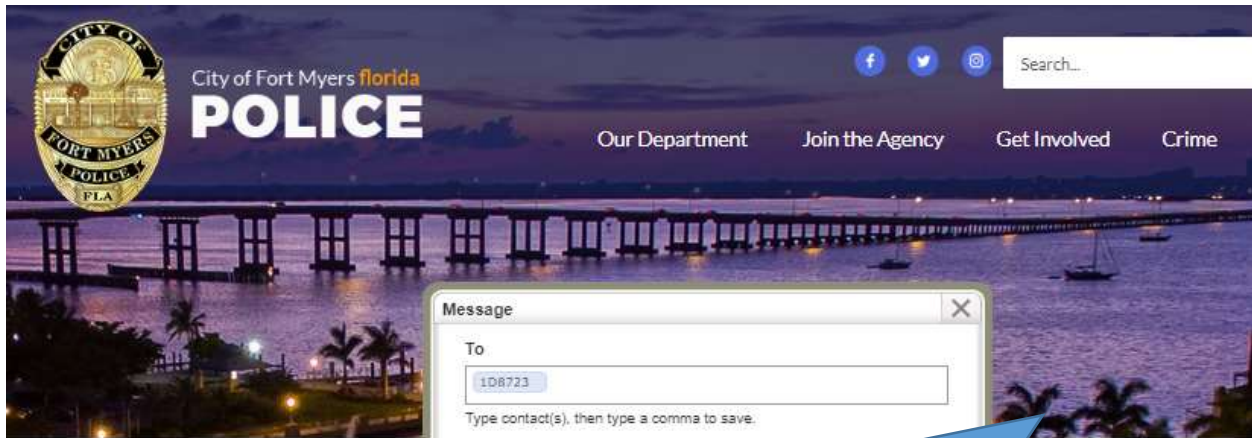 CITY OF
FORT MYERS
POLICE
FLA
City of Fort Myers florida
POLICE
Search...
Our Department
Join the Agency
Get Involved
Crime
Message
To
1D8723
Type contact(s), then type a comma to save.